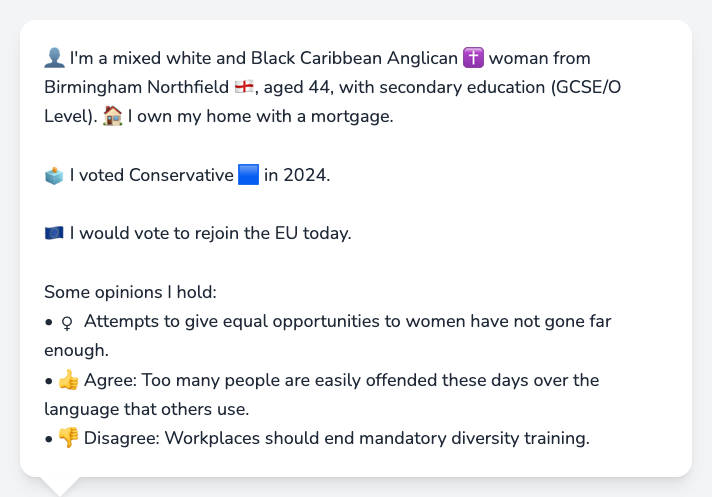 👤 I'm a mixed white and Black Caribbean Anglican ✝️ woman from
Birmingham Northfield 🏴󠁧󠁢󠁥󠁮󠁧󠁿, aged 44, with secondary education (GCSE/O
Level). 🏠 I own my home with a mortgage.
🗳️ I voted Conservative 🟦 in 2024.
🇪🇺 I would vote to rejoin the EU today.
Some opinions I hold:
• ♀ Attempts to give equal opportunities to women have not gone far
enough.
• 👍 Agree: Too many people are easily offended these days over the
language that others use.
• 👎 Disagree: Workplaces should end mandatory diversity training.